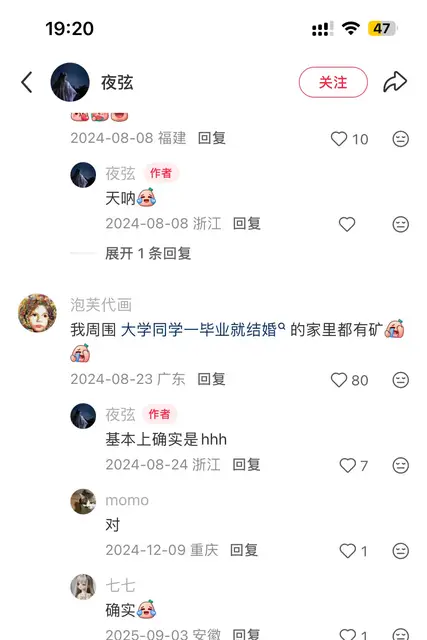 19:20
47
夜弦
关注
2024-08-08 福建 回复
10
夜弦 作者
天呐
2024-08-08 浙江 回复
展开 1 条回复
泡芙代画
我周围 大学同学一毕业就结婚 的家里都有矿
2024-08-23 广东 回复
80
夜弦 作者
基本上确实是 hhh
2024-08-24 浙江 回复
7
momo
对
2024-12-09 重庆 回复
1
七七
确实
2025-09-03 安徽 回复
1